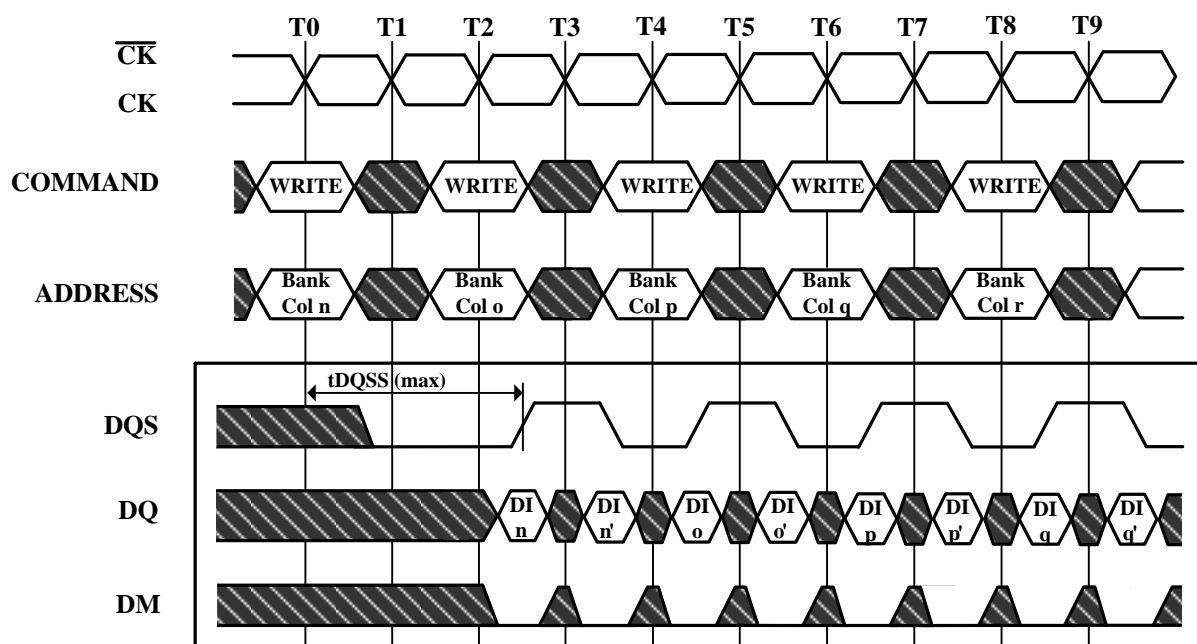 T0 T1 T2 T3 T4 T5 T6 T7 T8 T9
CK
CK
COMMAND WRITE WRITE WRITE WRITE WRITE
ADDRESS Bank Bank Bank Bank Bank
Col n Col o Col p Col q Col r
tDQSS (max)
DQS
DQ DI DI DI DI DI DI DI DI
n n' o o' p p' q q'
DM